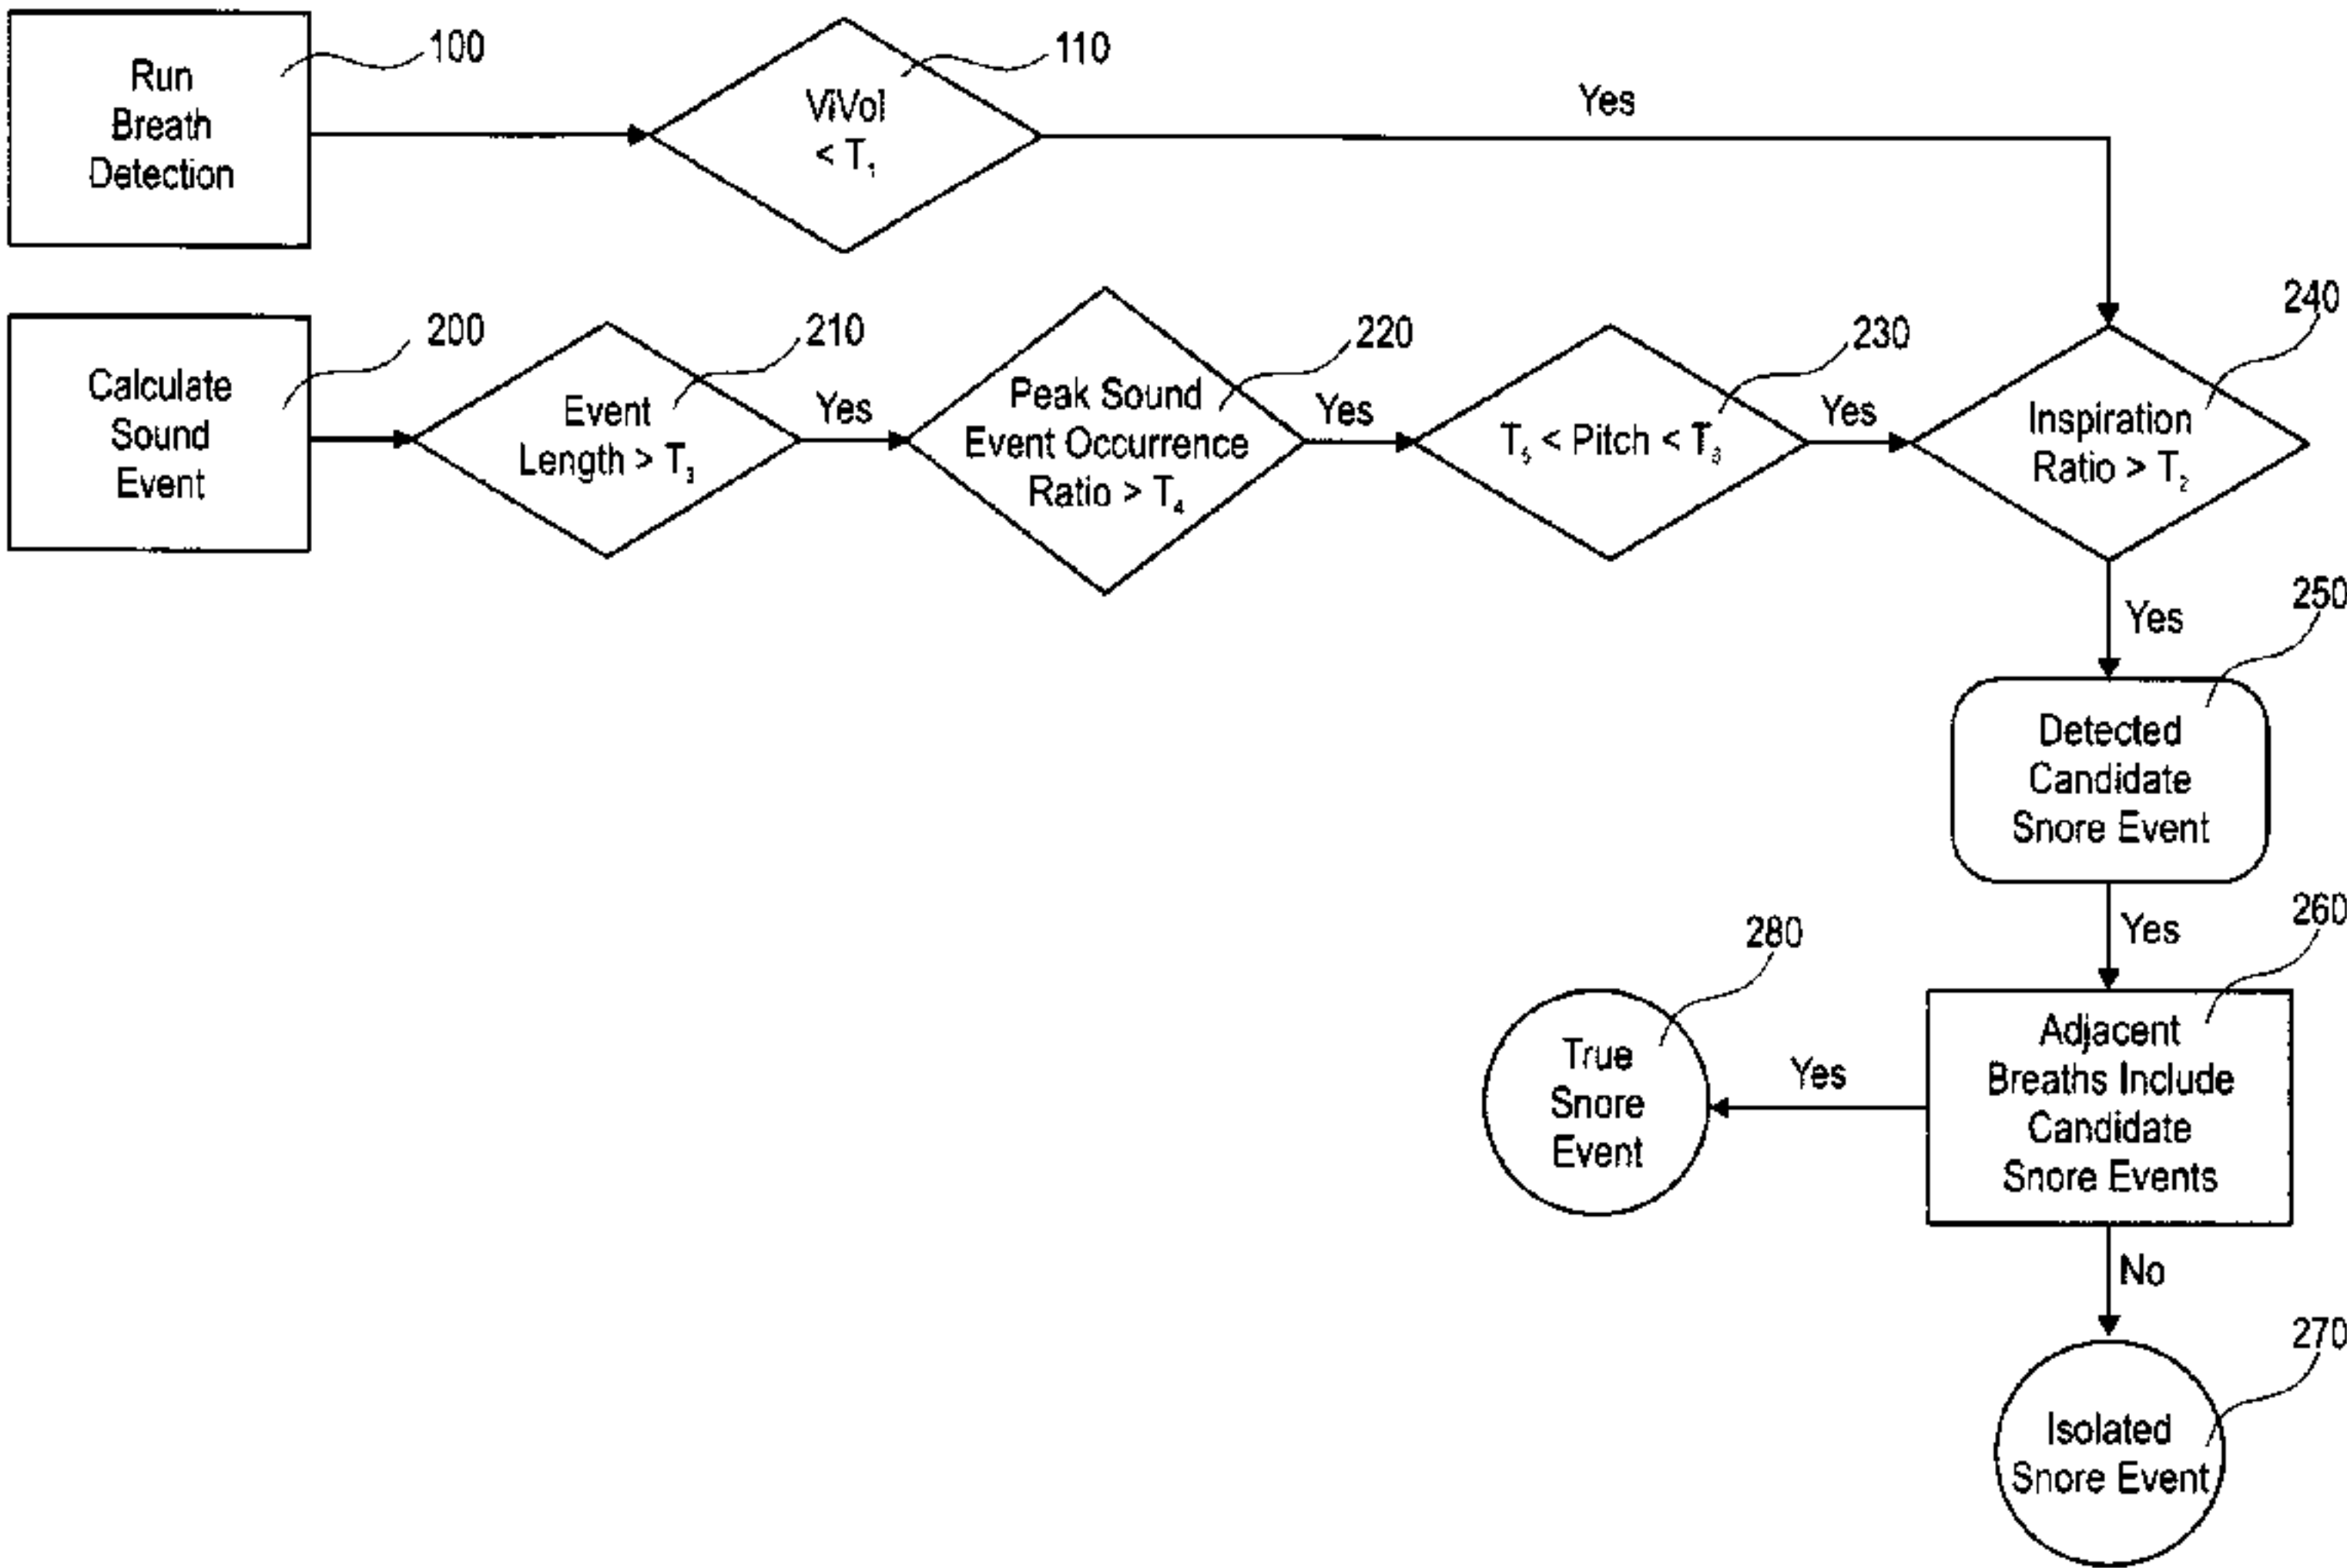 Run
Breath
Detection
100
ViVol
< T₁
110
Yes
Calculate
Sound
Event
200
Event
Length > T₃
210
Yes
Peak Sound
Event Occurrence
Ratio > T₄
220
Yes
T₅ < Pitch < T₆
230
Yes
Inspiration
Ratio > T₂
240
Yes
Detected
Candidate
Snore Event
250
Yes
Adjacent
Breaths Include
Candidate
Snore Events
260
Yes
True
Snore
Event
280
No
Isolated
Snore Event
270